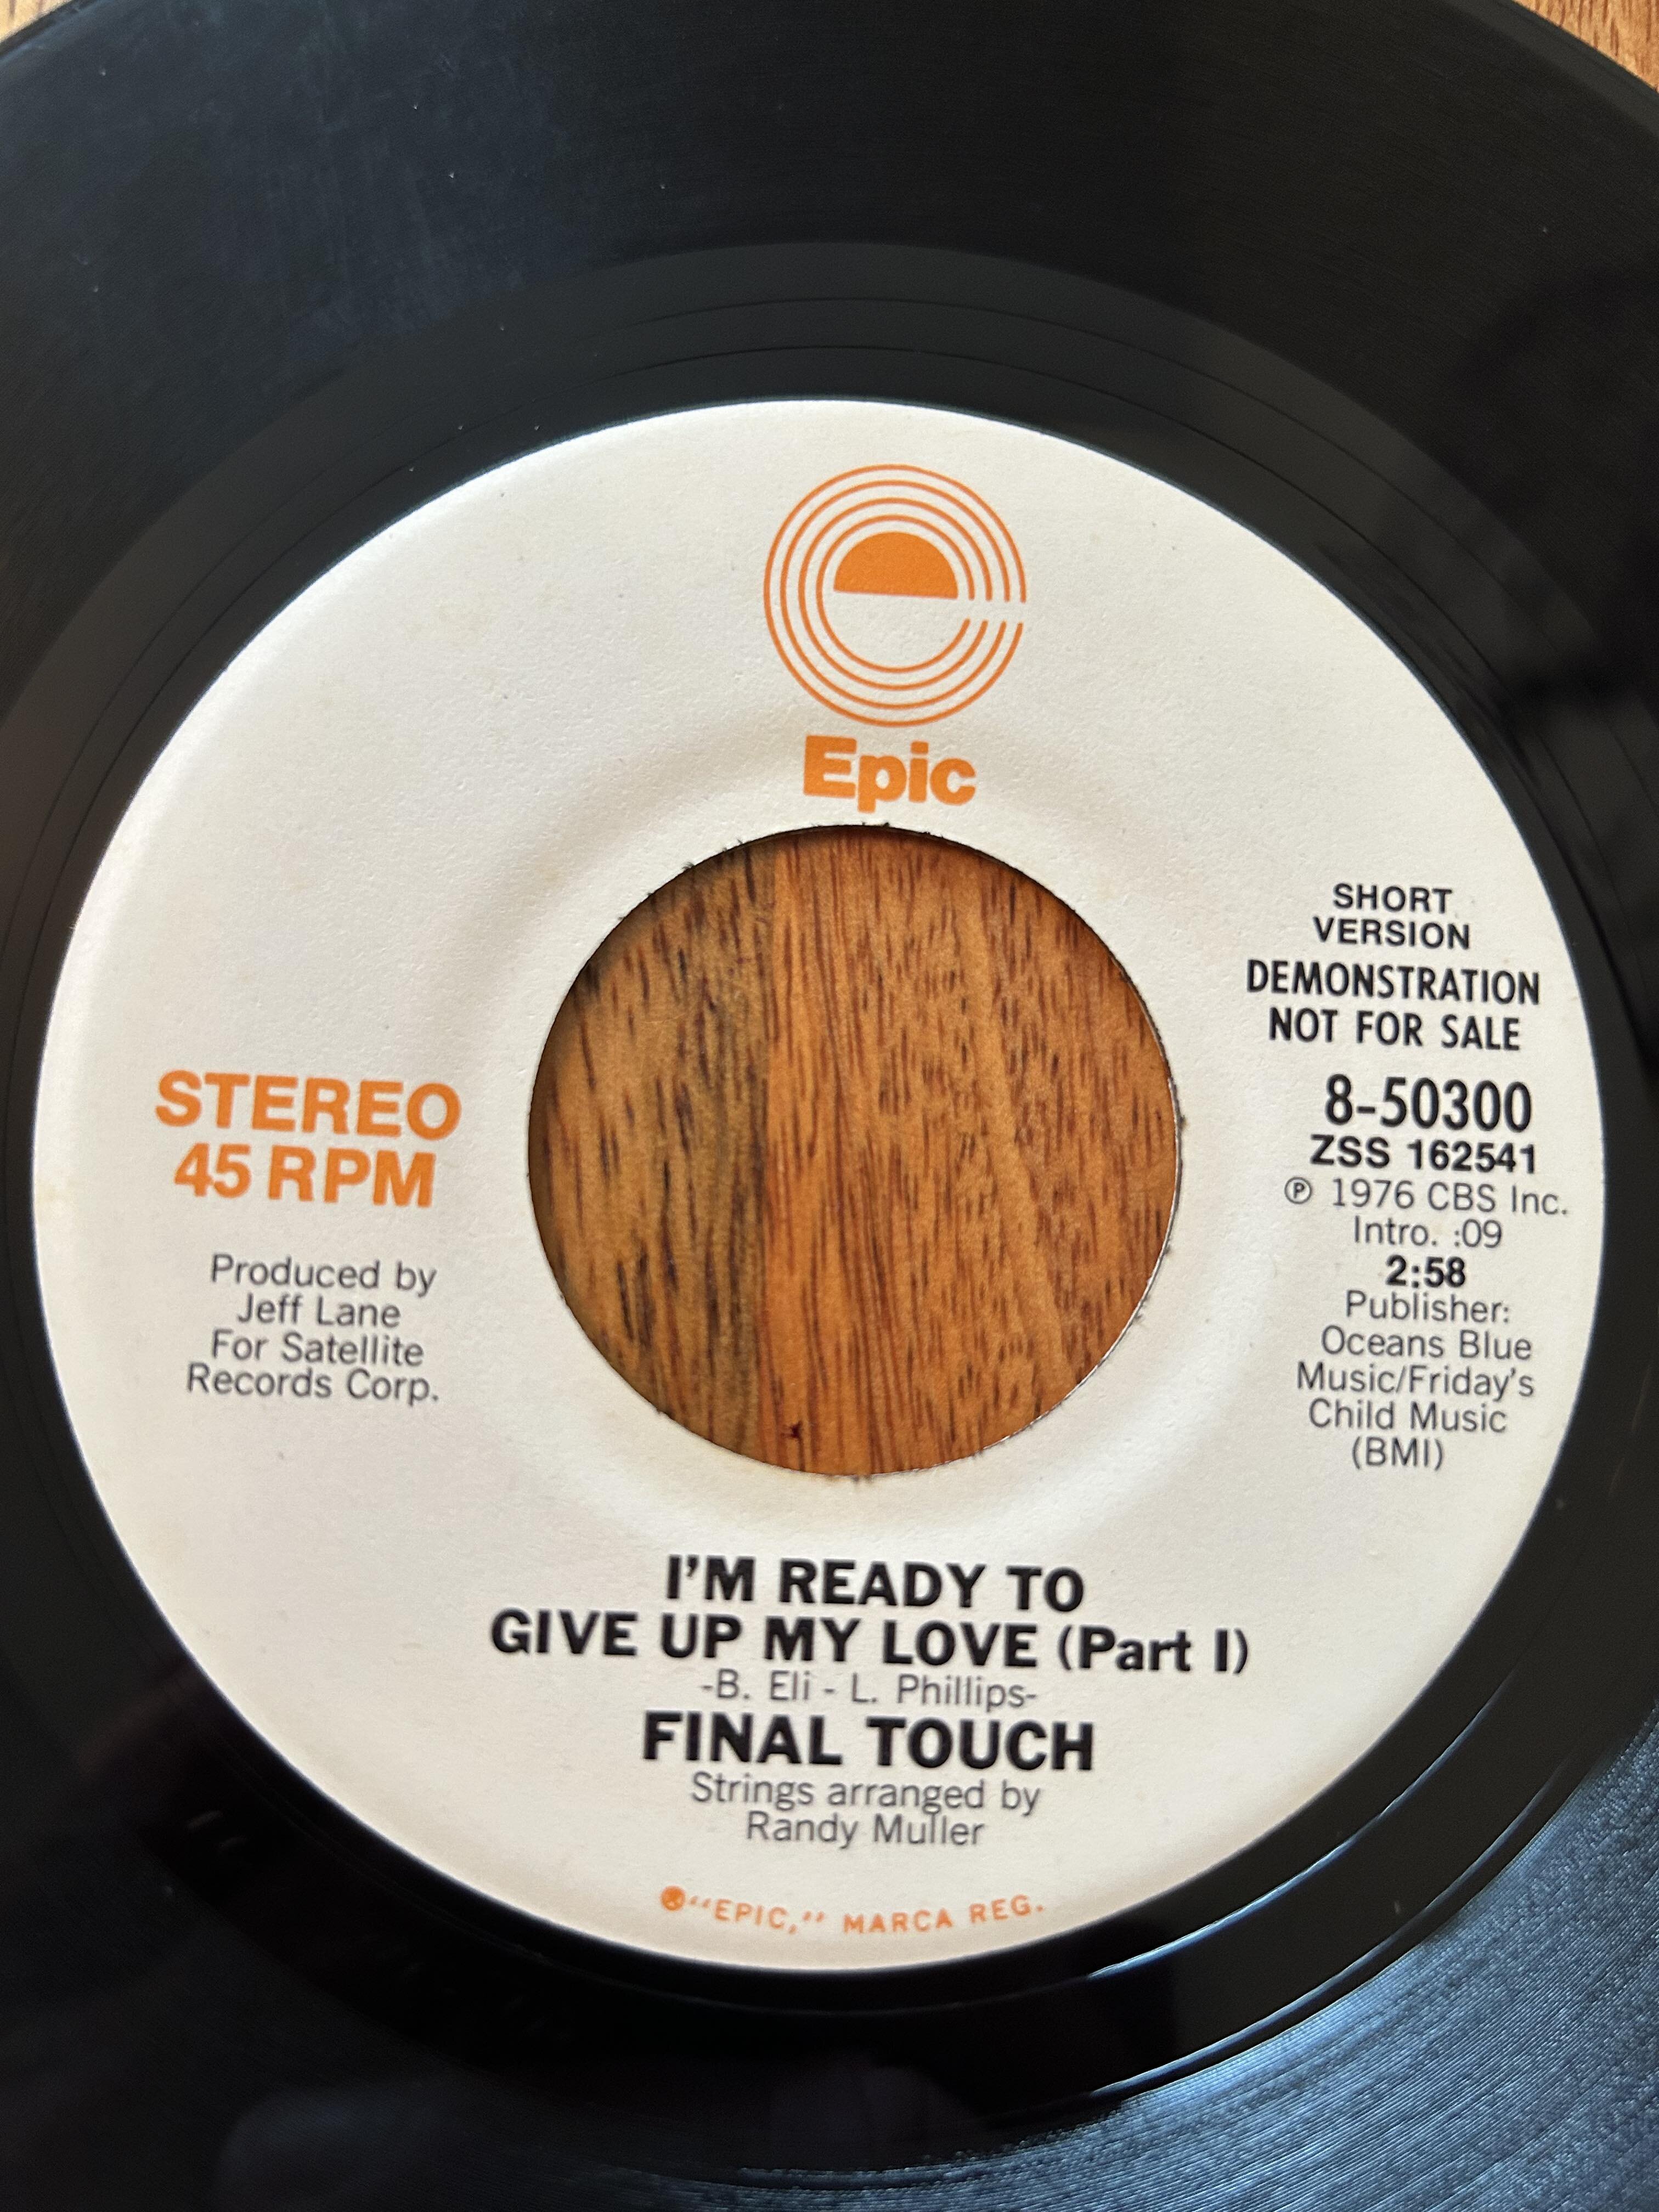 Epic
SHORT
VERSION
DEMONSTRATION
NOT FOR SALE
8-50300
ZSS 162541
℗ 1976 CBS Inc.
Intro. :09
2:58
Publisher:
Oceans Blue
Music/Friday's
Child Music
(BMI)
STEREO
45 RPM
Produced by
Jeff Lane
For Satellite
Records Corp.
I'M READY TO
GIVE UP MY LOVE (Part I)
-B. Eli - L. Phillips-
FINAL TOUCH
Strings arranged by
Randy Muller
“EPIC,” MARCA REG.